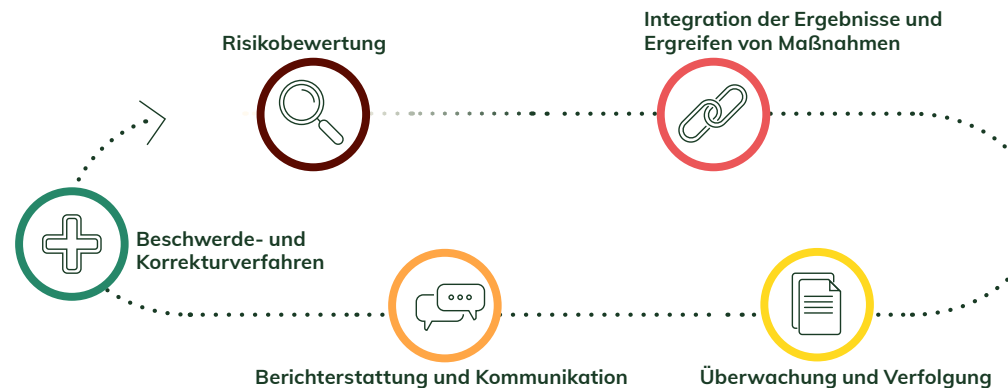 Risikobewertung
Integration der Ergebnisse und
Ergreifen von Maßnahmen
Beschwerde- und
Korrekturverfahren
Berichterstattung und Kommunikation
Überwachung und Verfolgung